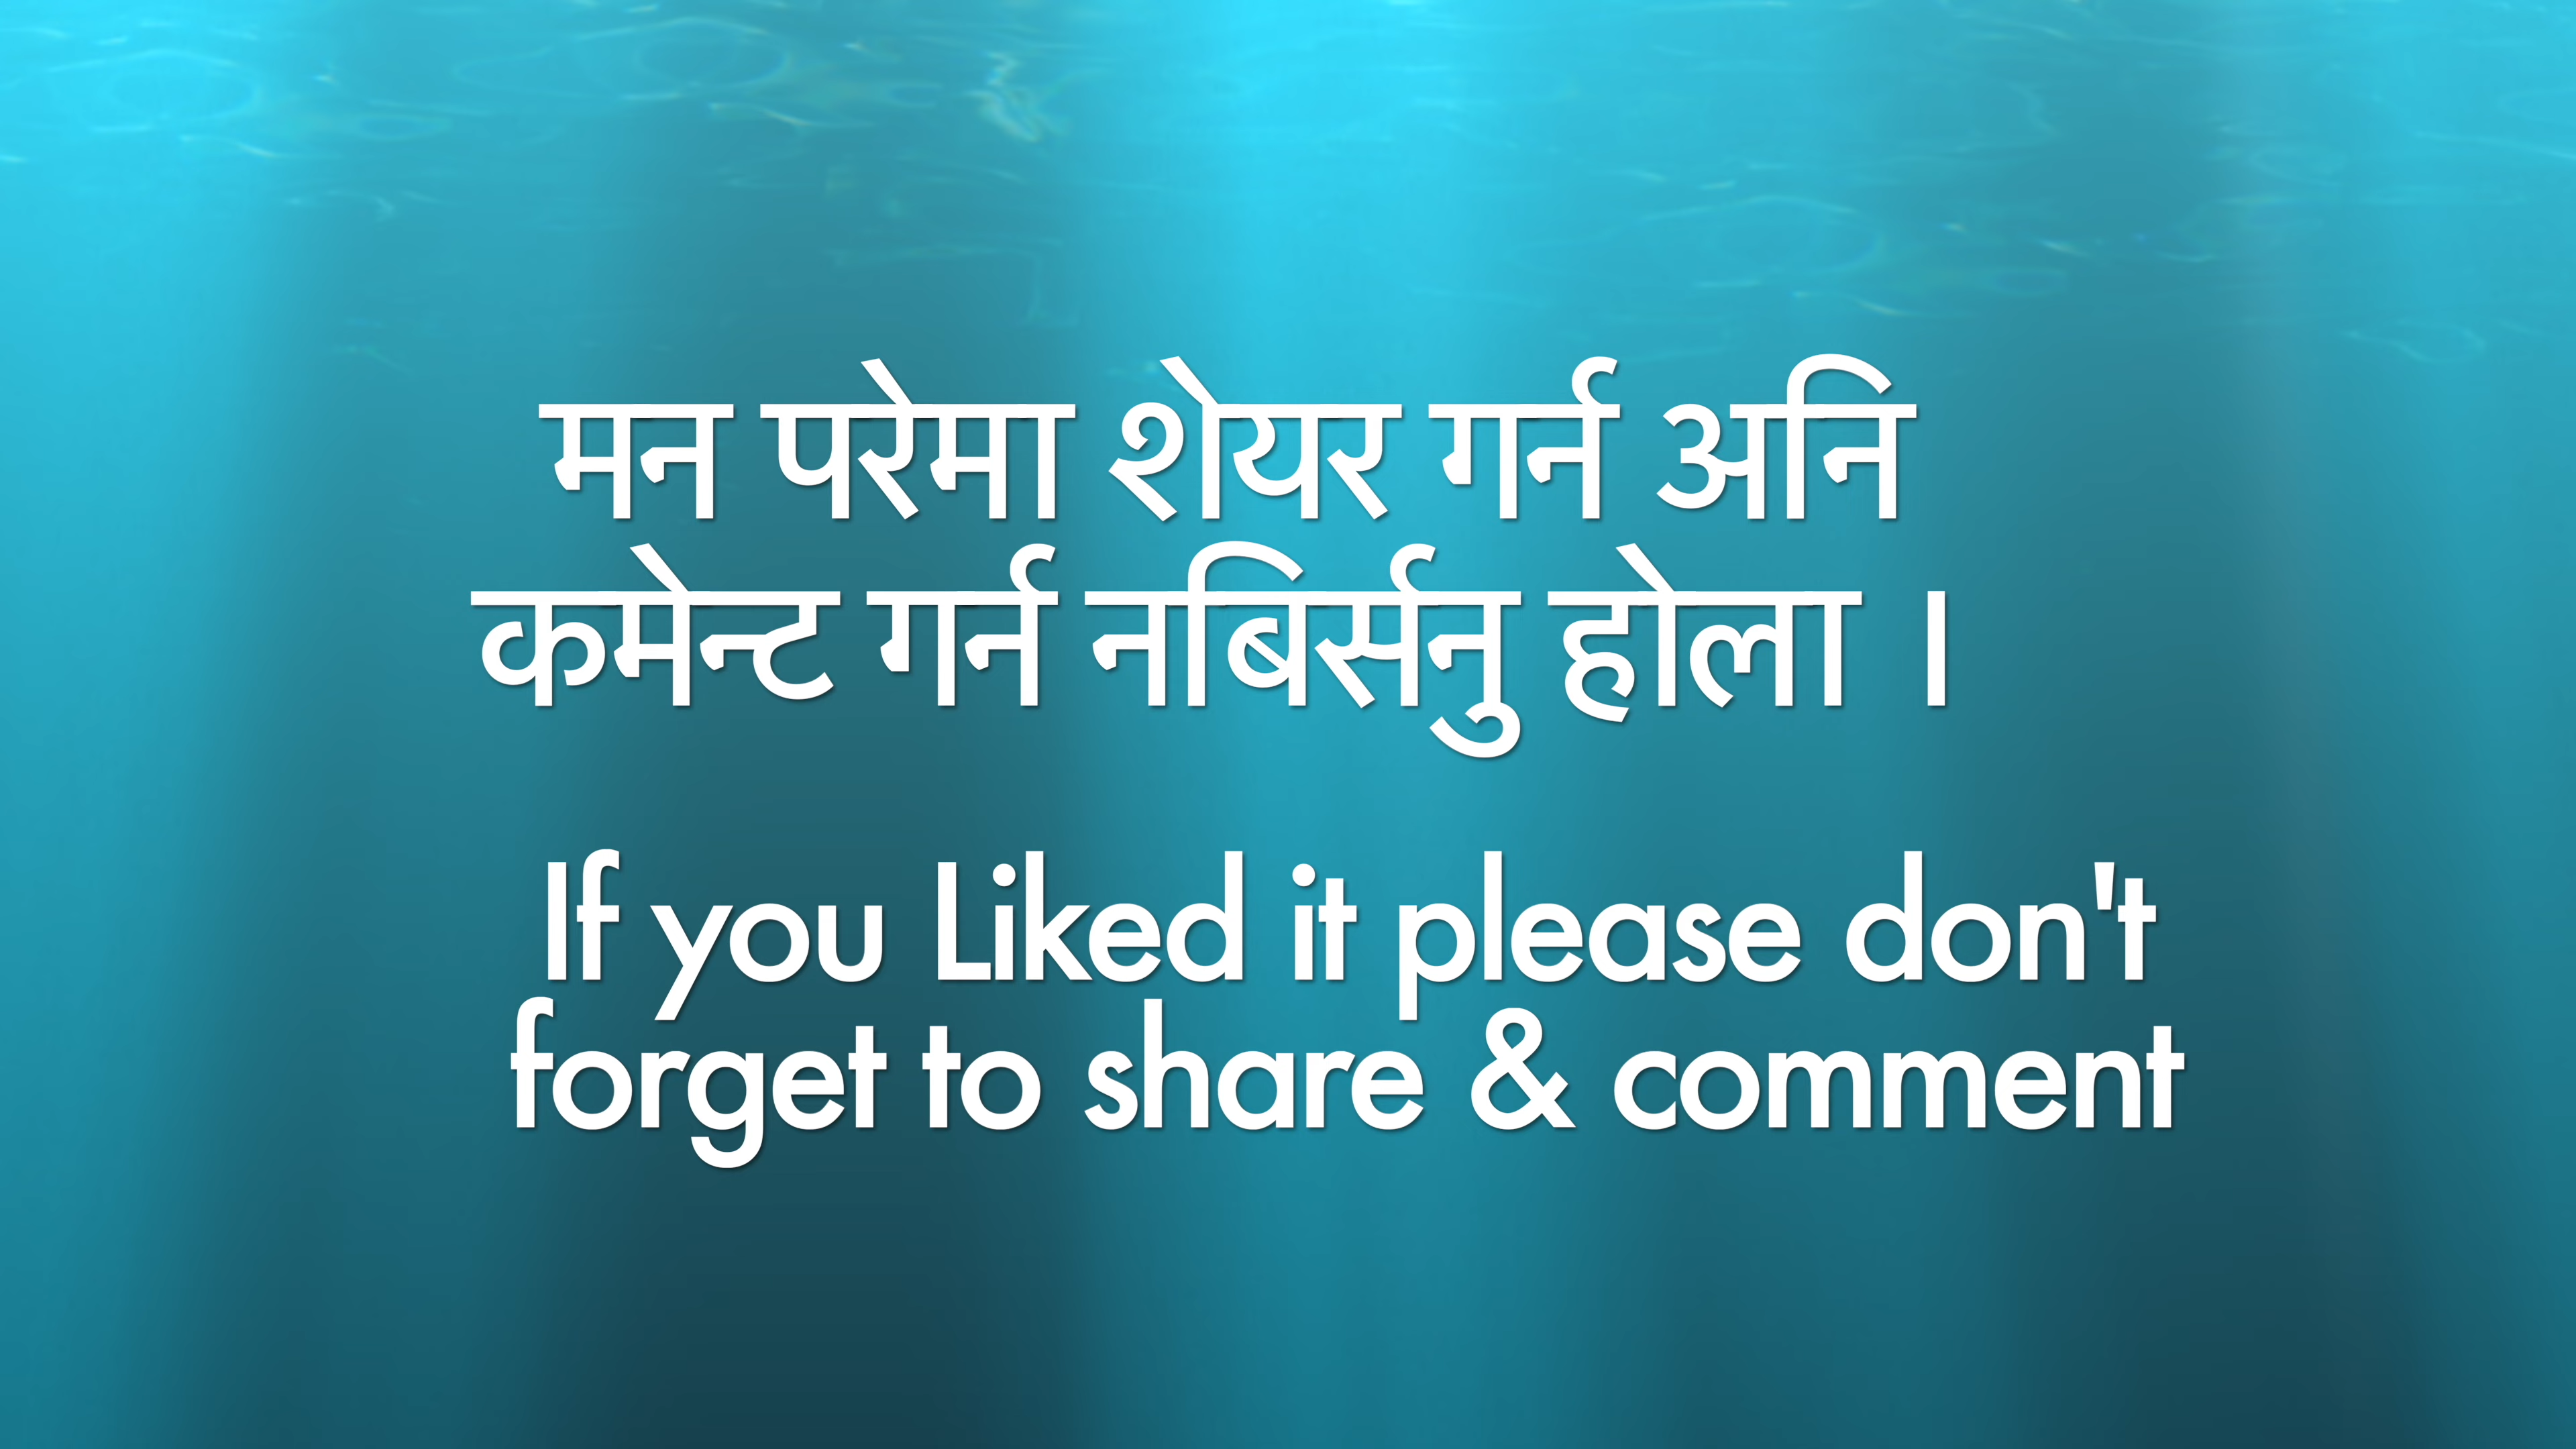 मन परेमा शेयर गर्न अनि
कमेन्ट गर्न नबिर्सनु होला ।
If you Liked it please don't
forget to share & comment